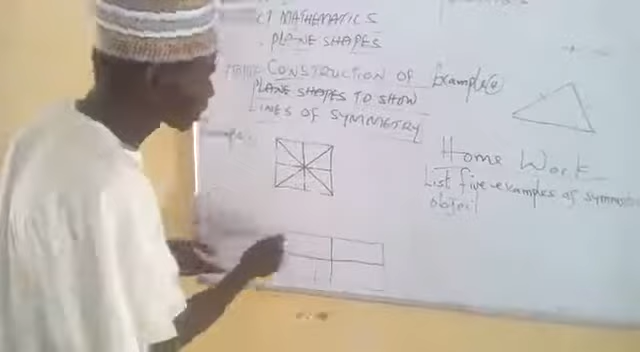 MATHEMATICS
PLANE SHAPES
CONSTRUCTION OF
PLANE SHAPES TO SHOW
LINES OF SYMMETRY
Example
Home Work
List five examples of